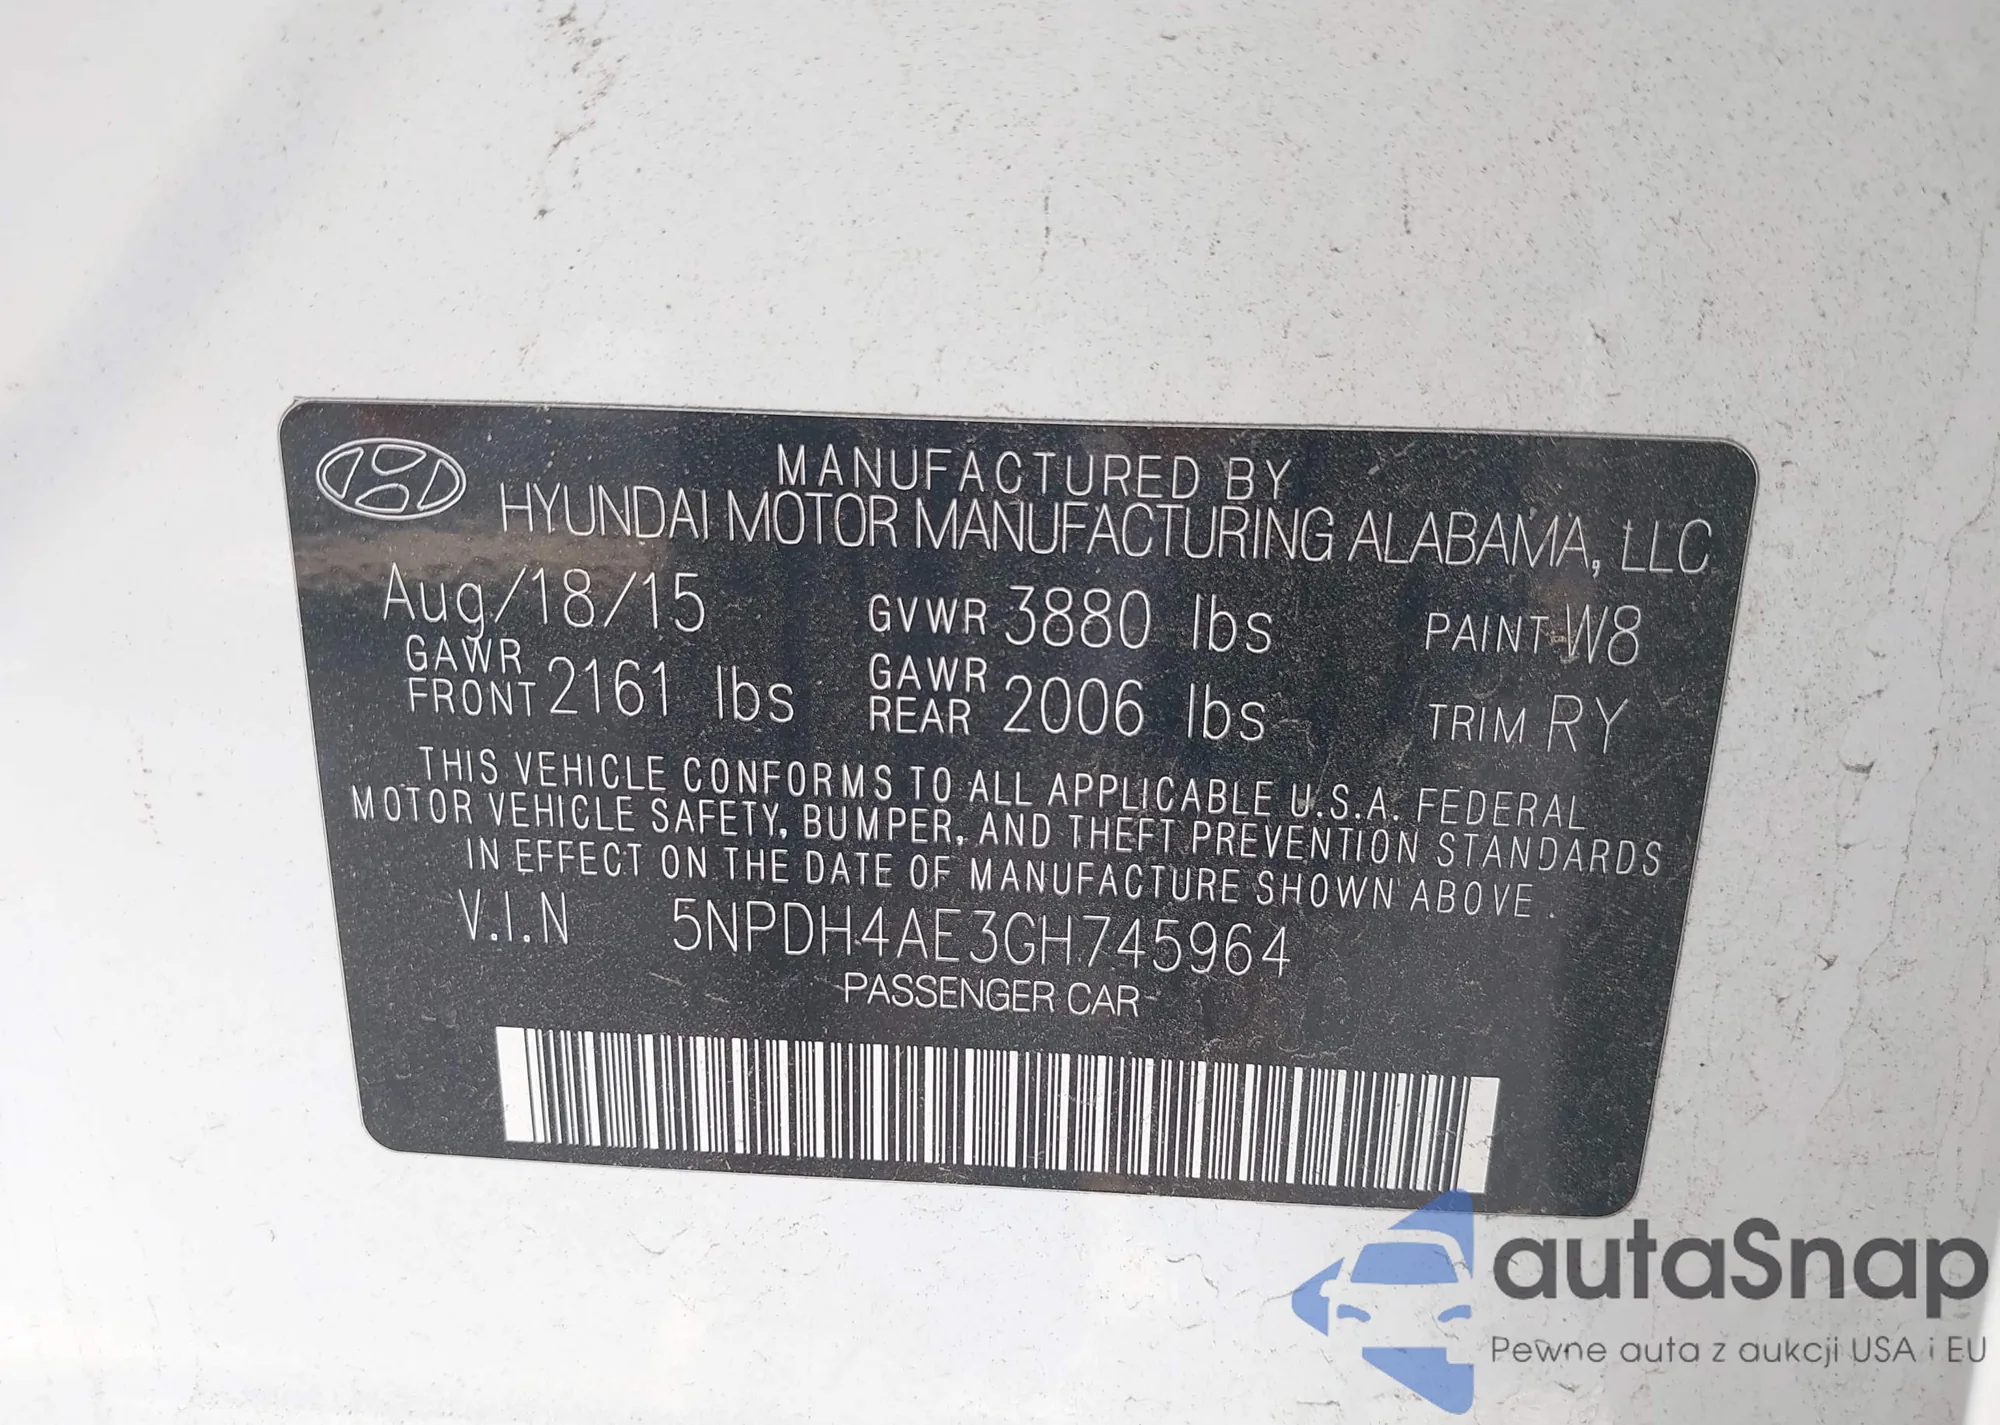 MANUFACTURED BY
HYUNDAI MOTOR MANUFACTURING ALABAMA, LLC
Aug/18/15 GVWR 3880 lbs PAINT W8
GAWR FRONT 2161 lbs GAWR REAR 2006 lbs TRIM RY
THIS VEHICLE CONFORMS TO ALL APPLICABLE U.S.A. FEDERAL
MOTOR VEHICLE SAFETY, BUMPER, AND THEFT PREVENTION STANDARDS
IN EFFECT ON THE DATE OF MANUFACTURE SHOWN ABOVE.
V.I.N 5NPDH4AE3GH745964
PASSENGER CAR
autaSnap
Pewne auta z aukcji USA i EU